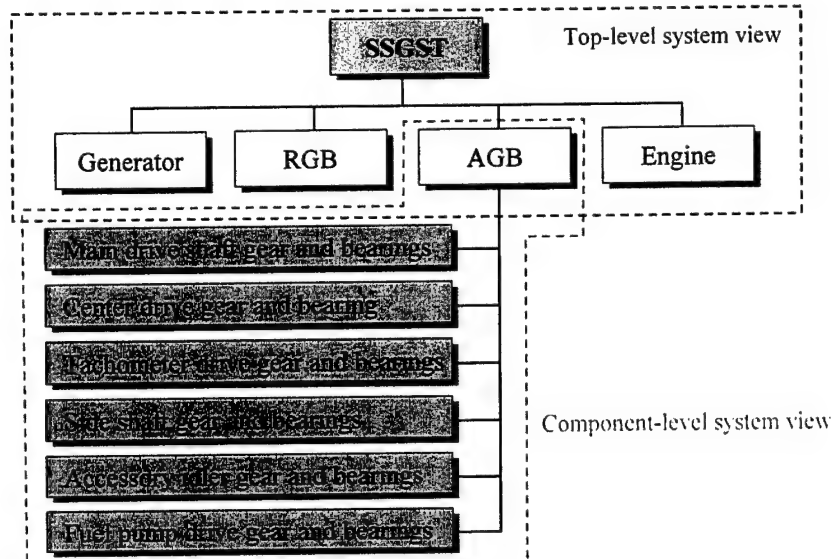 SSGST
Top-level system view
Generator
RGB
AGB
Engine
Main drive shaft gear and bearings
Center drive gear and bearing
Tachometer drive gear and bearings
Side shaft gear and bearings
Component-level system view
Accessory idler gear and bearings
Fuel pump drive gear and bearings